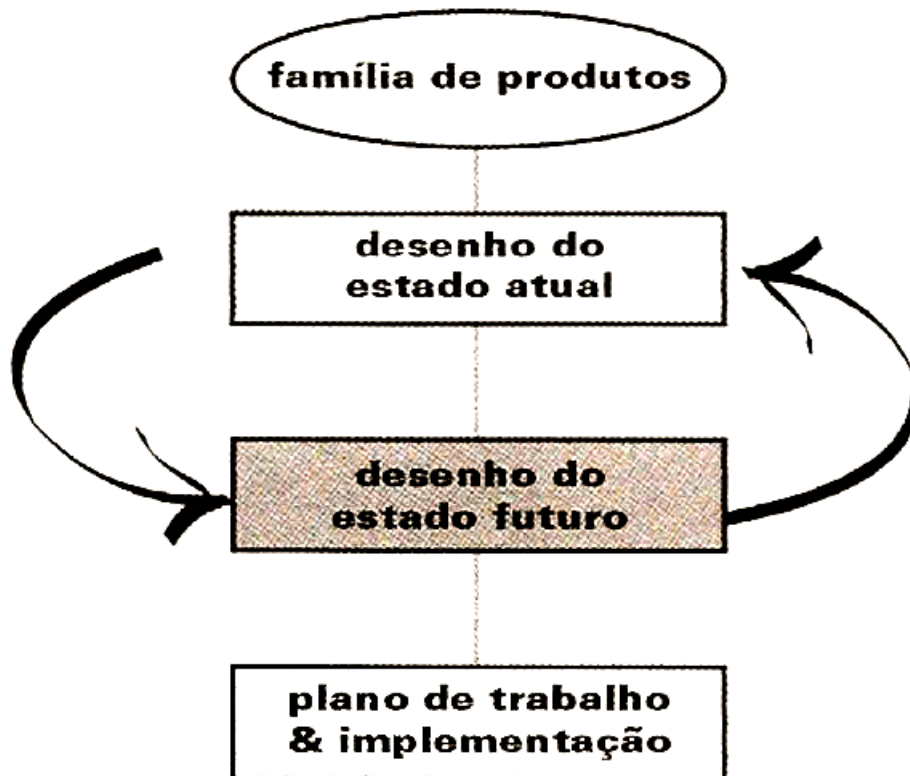 família de produtos
desenho do
estado atual
desenho do
estado futuro
plano de trabalho
& implementação